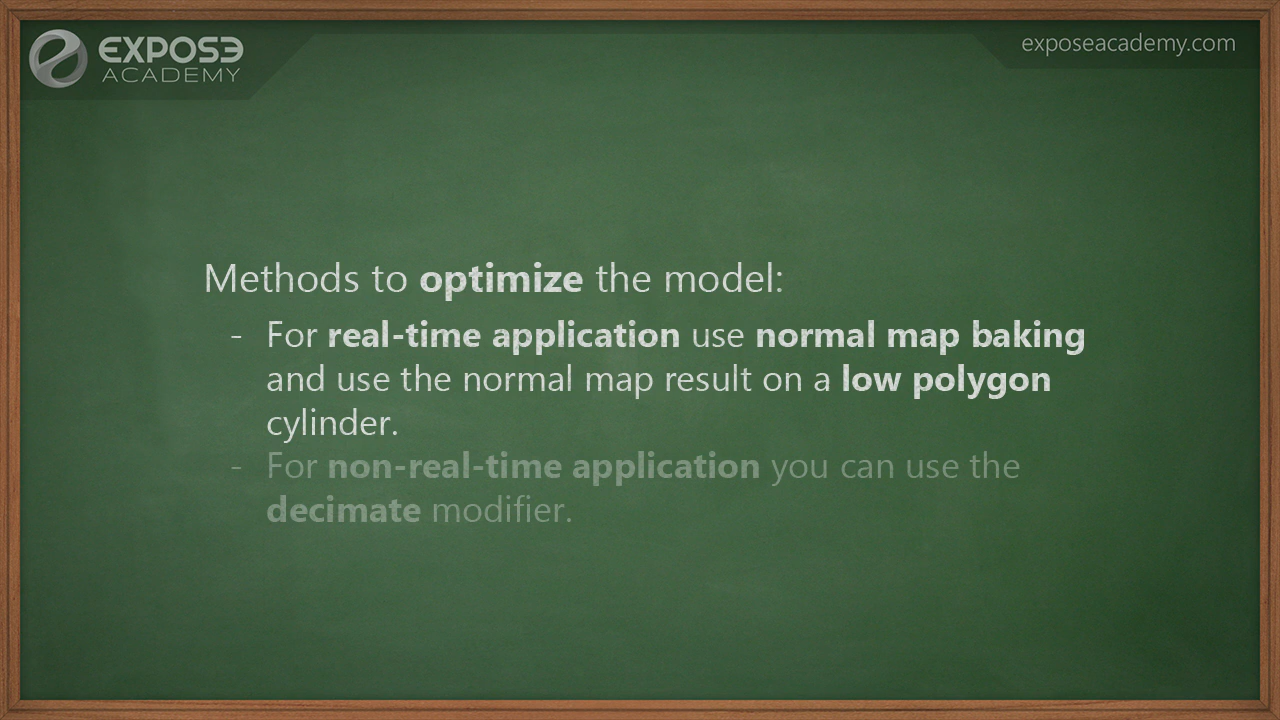 EXPOSE
ACADEMY
exposeacademy.com
Methods to optimize the model:
- For real-time application use normal map baking
and use the normal map result on a low polygon
cylinder.
- For non-real-time application you can use the
decimate modifier.